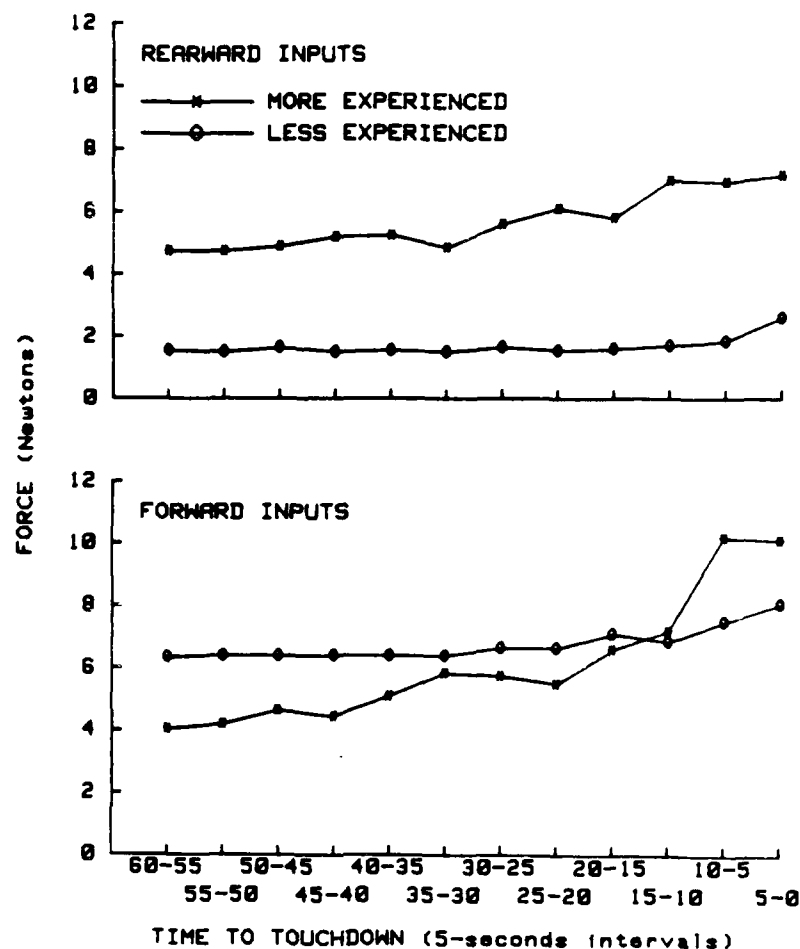 12
REARWARD INPUTS
10
MORE EXPERIENCED
LESS EXPERIENCED
8
6
4
2
0
FORCE (Newtons)
12
FORWARD INPUTS
10
8
6
4
2
0
60-55 50-45 40-35 30-25 20-15 10-5
55-50 45-40 35-30 25-20 15-10 5-0
TIME TO TOUCHDOWN (5-seconds intervals)